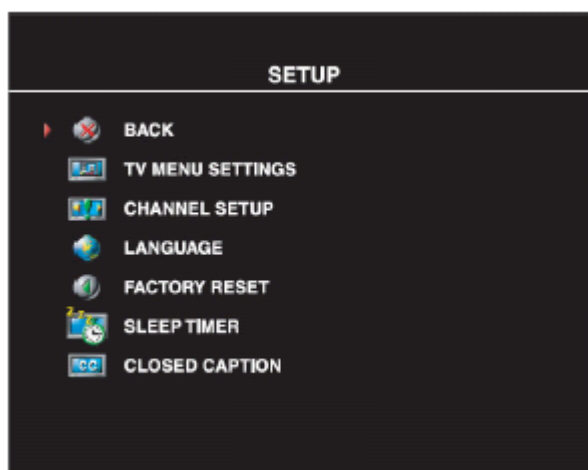 SETUP
BACK
TV MENU SETTINGS
CHANNEL SETUP
LANGUAGE
FACTORY RESET
SLEEP TIMER
CLOSED CAPTION